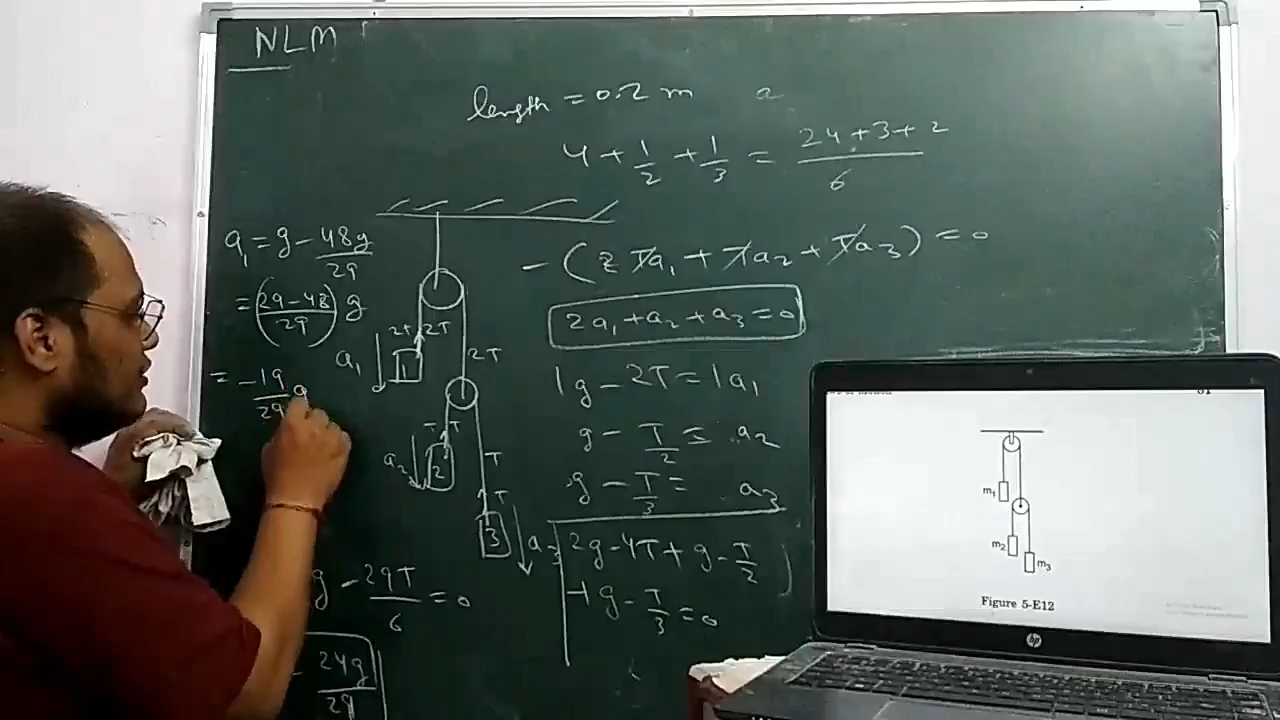 NLM
length = 0.2 m a
4 + 1/2 + 1/3 = (24 + 3 + 2)/6
a₁ = g - 48g/29
= ((29 - 48)/29) g
= -19/29 g
- (2Ta₁ + Ta₂ + Ta₃) = 0
2a₁ + a₂ + a₃ = 0
1g - 2T = 1a₁
g - T/2 = a₂
g - T/3 = a₃
2g - 4T + g - T/2
+ g - T/3 = 0
g - 29T/6 = 0
24g/29
2T 2T
a₁ 1
2T
T T
a₂ 2
T
T
3 a₃
m₁
m₂
m₃
Figure 5-E12
hp